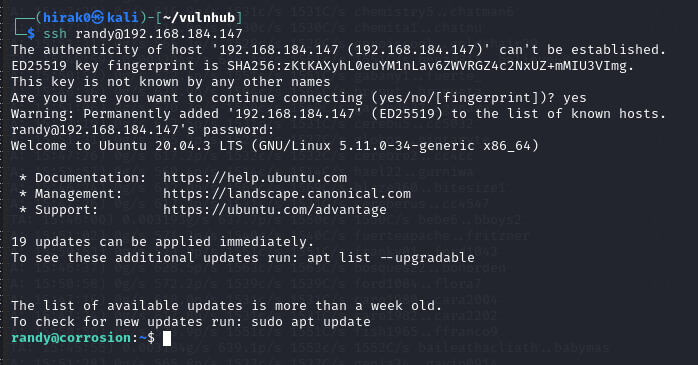 (hirak0㉿kali)-[~/vulnhub]
$ ssh randy@192.168.184.147
The authenticity of host '192.168.184.147 (192.168.184.147)' can't be established.
ED25519 key fingerprint is SHA256:zKtKAXyhL0euYM1nLav6ZWVRGZ4c2NxUZ+mMIU3VImg.
This key is not known by any other names
Are you sure you want to continue connecting (yes/no/[fingerprint])? yes
Warning: Permanently added '192.168.184.147' (ED25519) to the list of known hosts.
randy@192.168.184.147's password:
Welcome to Ubuntu 20.04.3 LTS (GNU/Linux 5.11.0-34-generic x86_64)
* Documentation:  https://help.ubuntu.com
* Management:     https://landscape.canonical.com
* Support:        https://ubuntu.com/advantage
19 updates can be applied immediately.
To see these additional updates run: apt list --upgradable
The list of available updates is more than a week old.
To check for new updates run: sudo apt update
randy@corrosion:~$